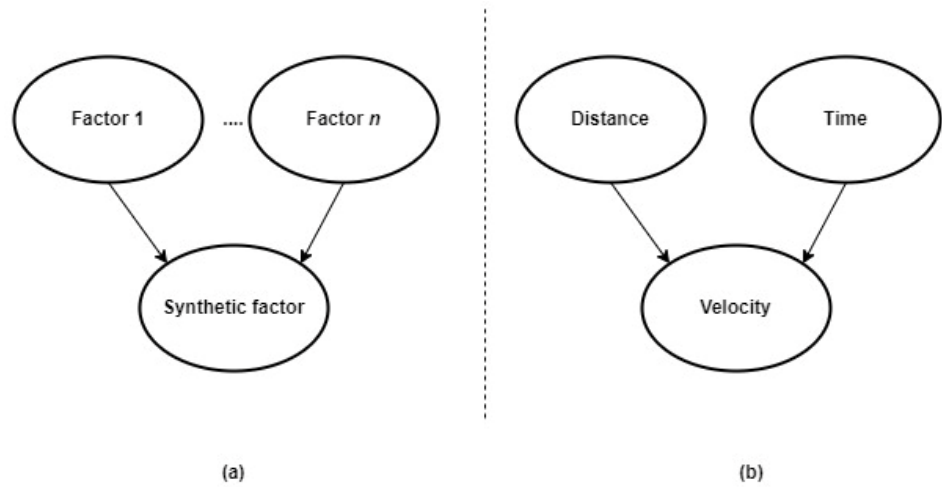 Factor 1 .... Factor n Distance Time
Synthetic factor Velocity
(a) (b)